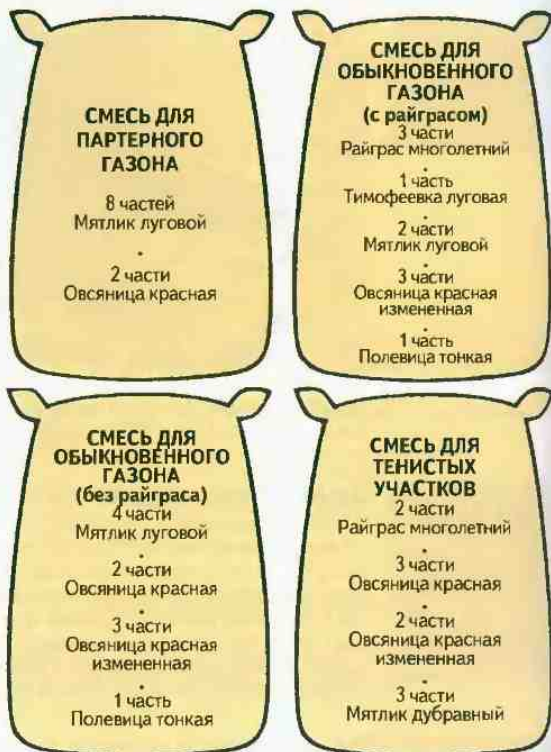 СМЕСЬ ДЛЯ
ПАРТЕРНОГО
ГАЗОНА
8 частей
Мятлик луговой
•
2 части
Овсяница красная
СМЕСЬ ДЛЯ
ОБЫКНОВЕННОГО
ГАЗОНА
(с райграсом)
3 части
Райграс многолетний
•
1 часть
Тимофеевка луговая
•
2 части
Мятлик луговой
•
3 части
Овсяница красная
измененная
•
1 часть
Полевица тонкая
СМЕСЬ ДЛЯ
ОБЫКНОВЕННОГО
ГАЗОНА
(без райграса)
4 части
Мятлик луговой
•
2 части
Овсяница красная
•
3 части
Овсяница красная
измененная
•
1 часть
Полевица тонкая
СМЕСЬ ДЛЯ
ТЕНИСТЫХ
УЧАСТКОВ
2 части
Райграс многолетний
•
3 части
Овсяница красная
•
2 части
Овсяница красная
измененная
•
3 части
Мятлик дубравный